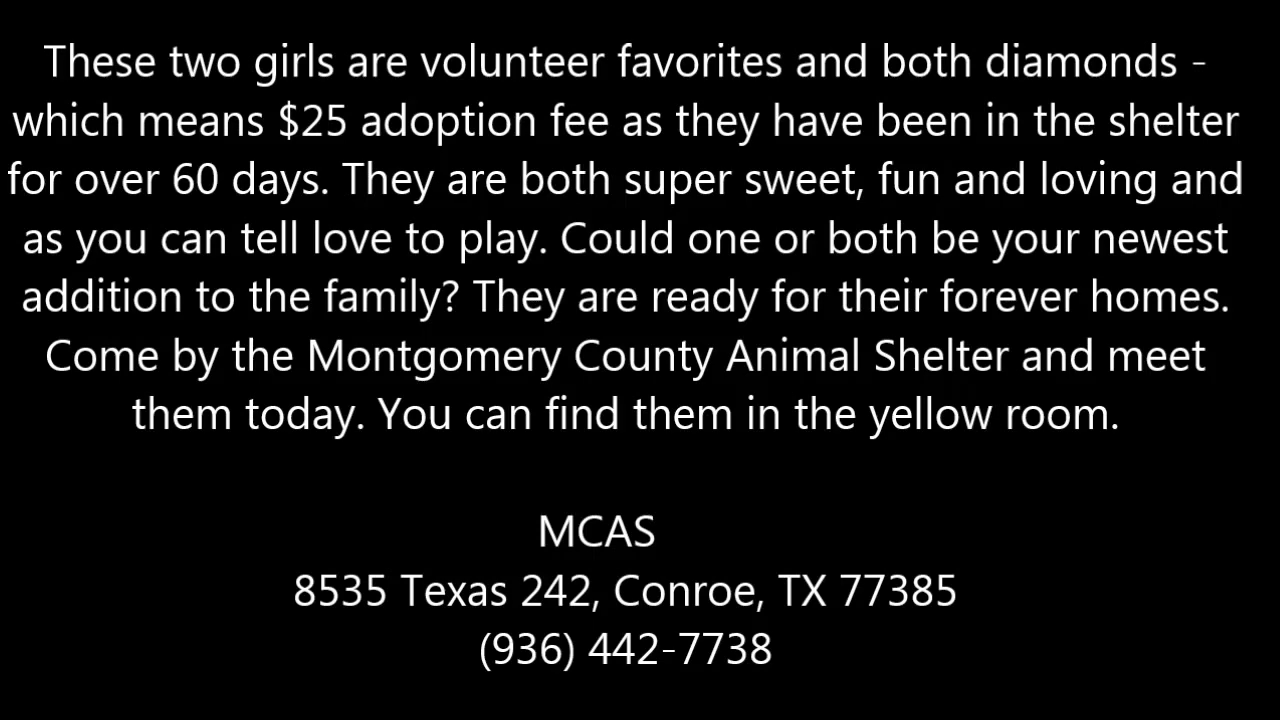 These two girls are volunteer favorites and both diamonds -
which means $25 adoption fee as they have been in the shelter
for over 60 days. They are both super sweet, fun and loving and
as you can tell love to play. Could one or both be your newest
addition to the family? They are ready for their forever homes.
Come by the Montgomery County Animal Shelter and meet
them today. You can find them in the yellow room.
MCAS
8535 Texas 242, Conroe, TX 77385
(936) 442-7738